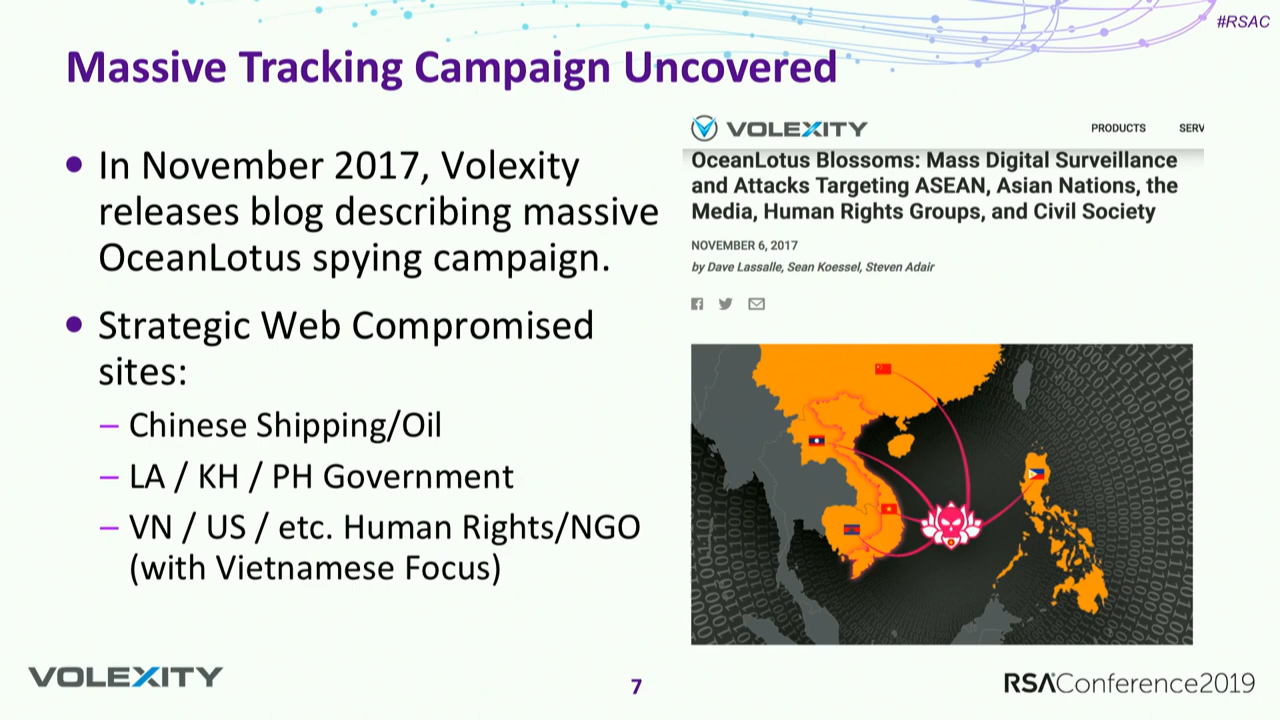 #RSAC
Massive Tracking Campaign Uncovered
• In November 2017, Volexity
releases blog describing massive
OceanLotus spying campaign.
• Strategic Web Compromised
sites:
– Chinese Shipping/Oil
– LA / KH / PH Government
– VN / US / etc. Human Rights/NGO
(with Vietnamese Focus)
VOLEXITY
PRODUCTS SERV
OceanLotus Blossoms: Mass Digital Surveillance
and Attacks Targeting ASEAN, Asian Nations, the
Media, Human Rights Groups, and Civil Society
NOVEMBER 6, 2017
by Dave Lassalle, Sean Koessel, Steven Adair
VOLEXITY
7
RSAConference2019